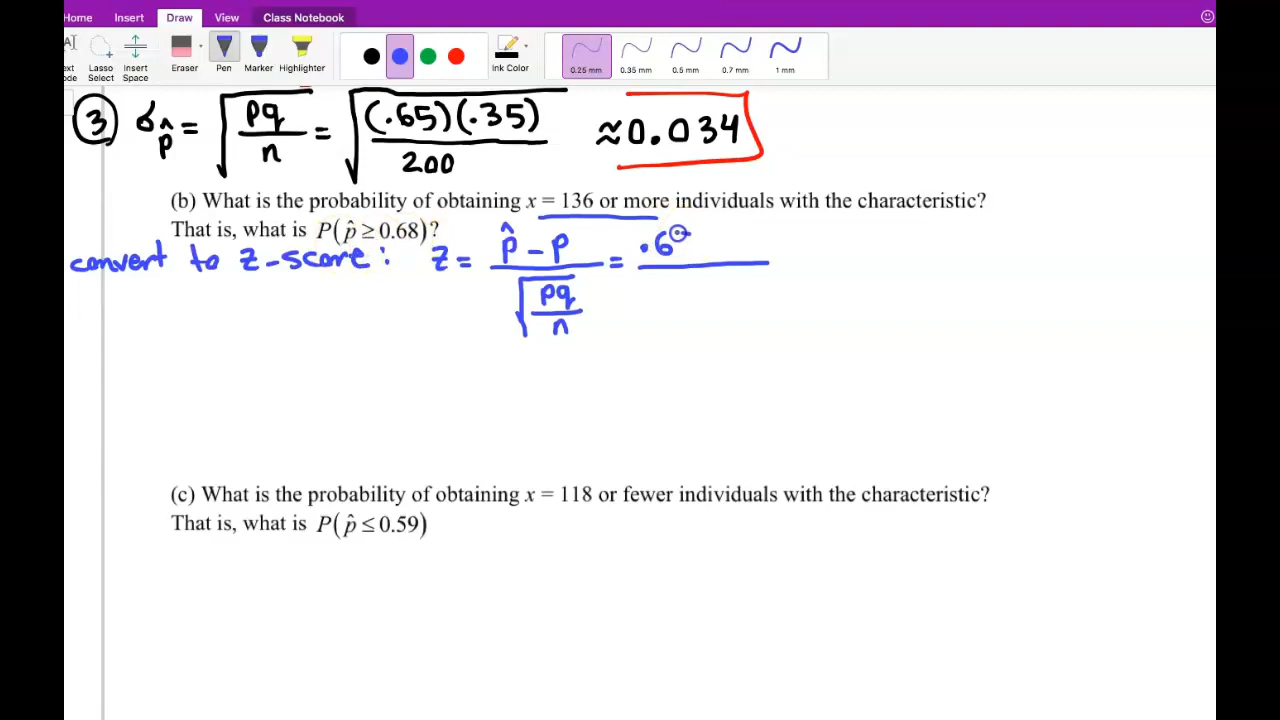 Home Insert Draw View Class Notebook
Lasso Select Insert Space Eraser Pen Marker Highlighter Ink Color 0.25 mm 0.35 mm 0.5 mm 0.7 mm 1 mm
③ σp̂ = √(pq/n) = √((.65)(.35)/200) ≈ 0.034
(b) What is the probability of obtaining x = 136 or more individuals with the characteristic?
That is, what is P(p̂ ≥ 0.68)?
convert to z-score: z = (p̂ - p)/√(pq/n) = .6
(c) What is the probability of obtaining x = 118 or fewer individuals with the characteristic?
That is, what is P(p̂ ≤ 0.59)